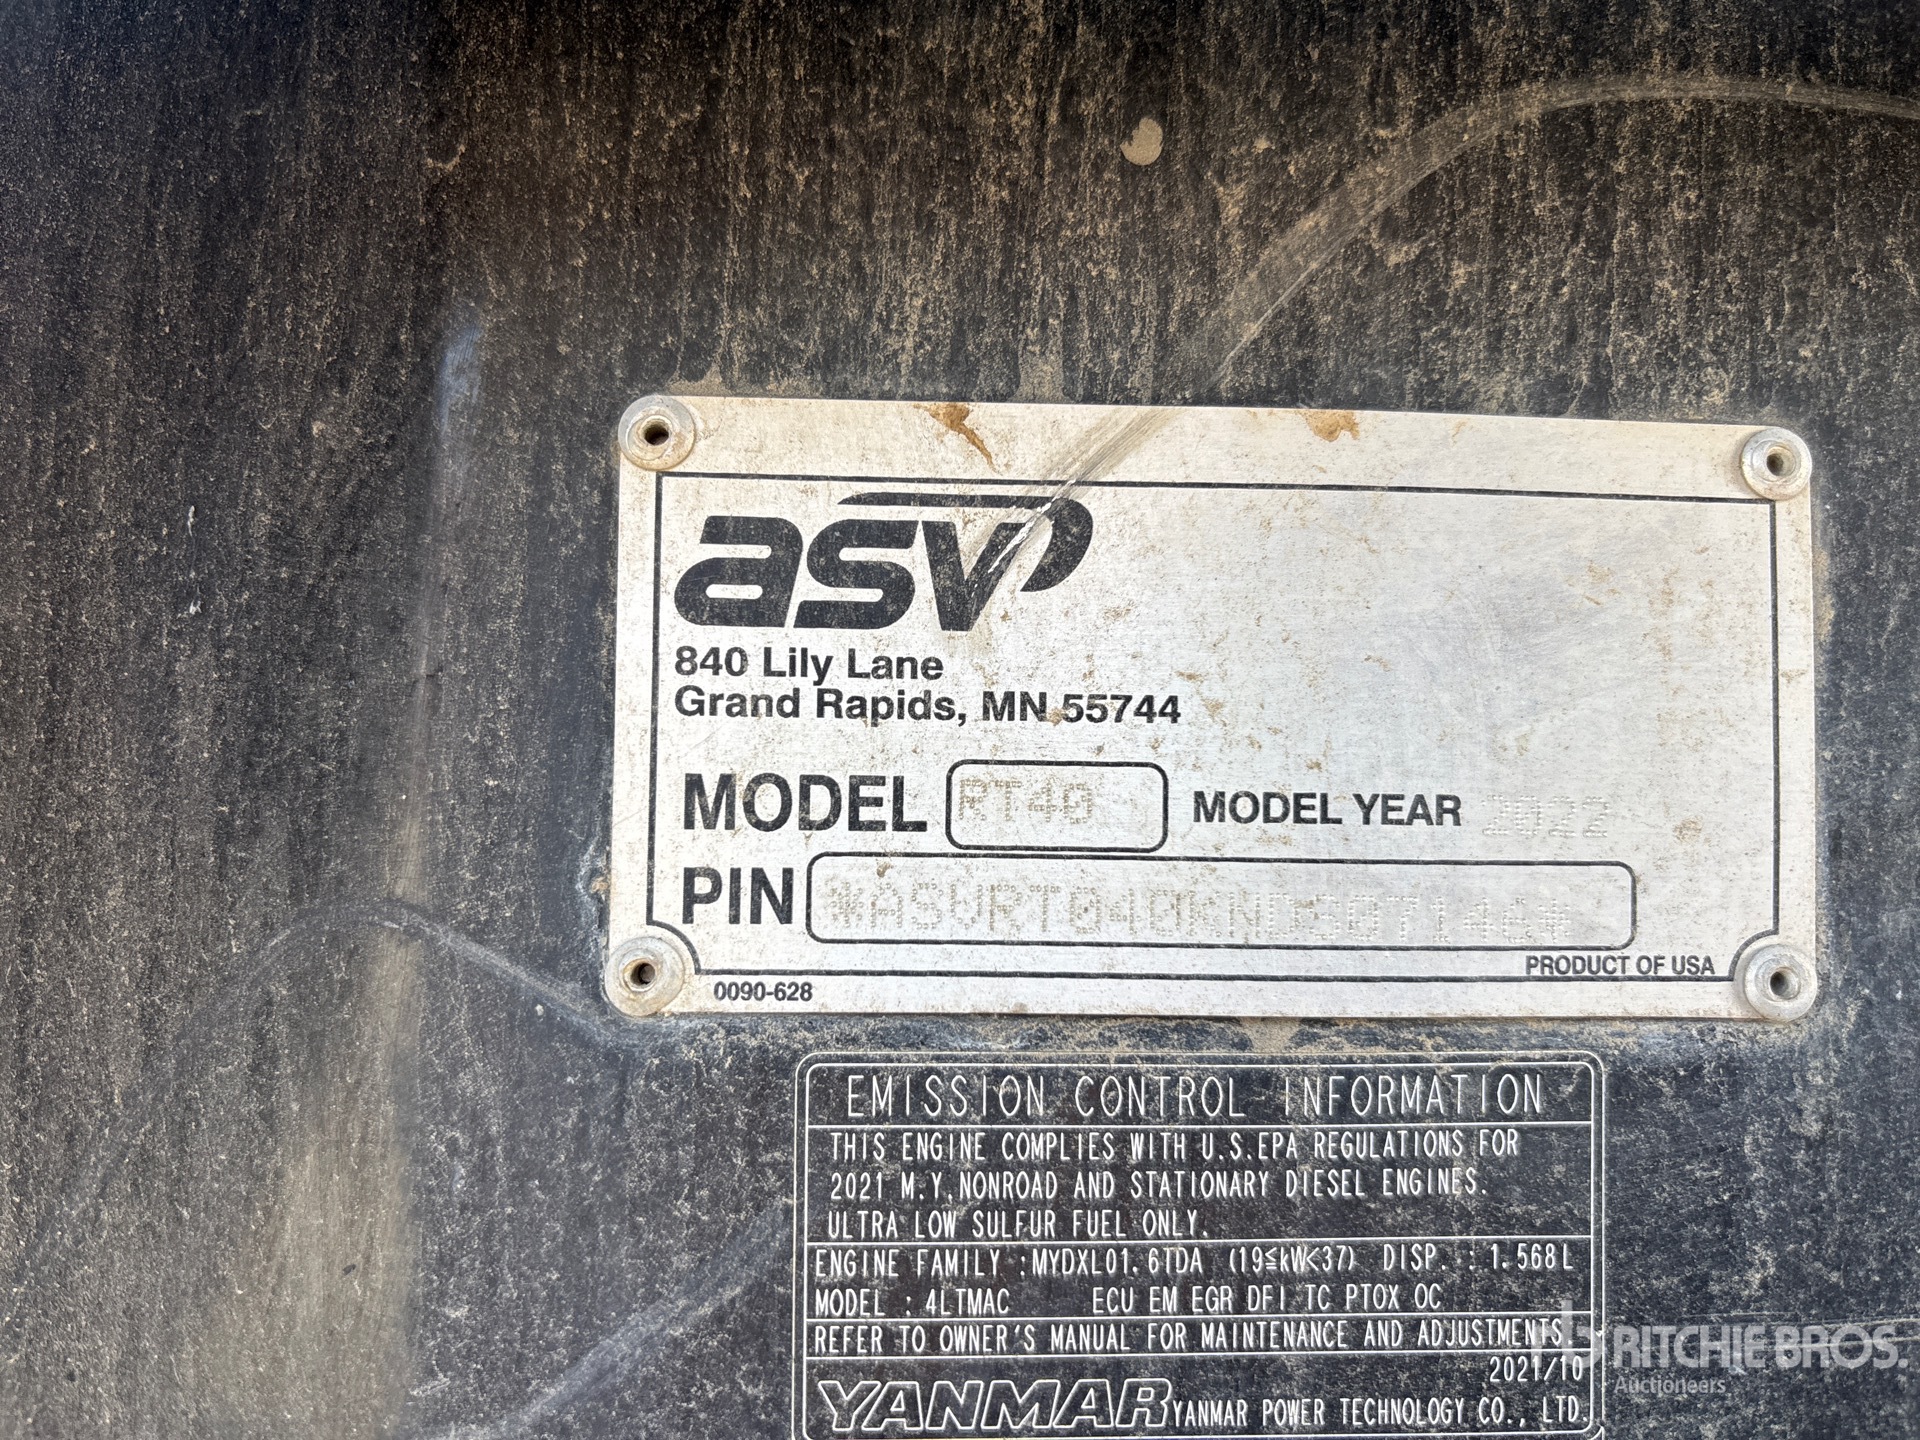 asv
840 Lily Lane
Grand Rapids, MN 55744
MODEL RT40 MODEL YEAR 2022
PIN *ASVRT040KNDS07146*
PRODUCT OF USA
0090-628
EMISSION CONTROL INFORMATION
THIS ENGINE COMPLIES WITH U.S.EPA REGULATIONS FOR
2021 M.Y.NONROAD AND STATIONARY DIESEL ENGINES.
ULTRA LOW SULFUR FUEL ONLY.
ENGINE FAMILY : MYDXL01.6TDA (19≦kW<37) DISP. : 1.568L
MODEL : 4LTMAC ECU EM EGR DFI TC PTOX OC
REFER TO OWNER'S MANUAL FOR MAINTENANCE AND ADJUSTMENTS.
2021/10
YANMAR YANMAR POWER TECHNOLOGY CO., LTD.
rb RITCHIE BROS.
Auctioneers